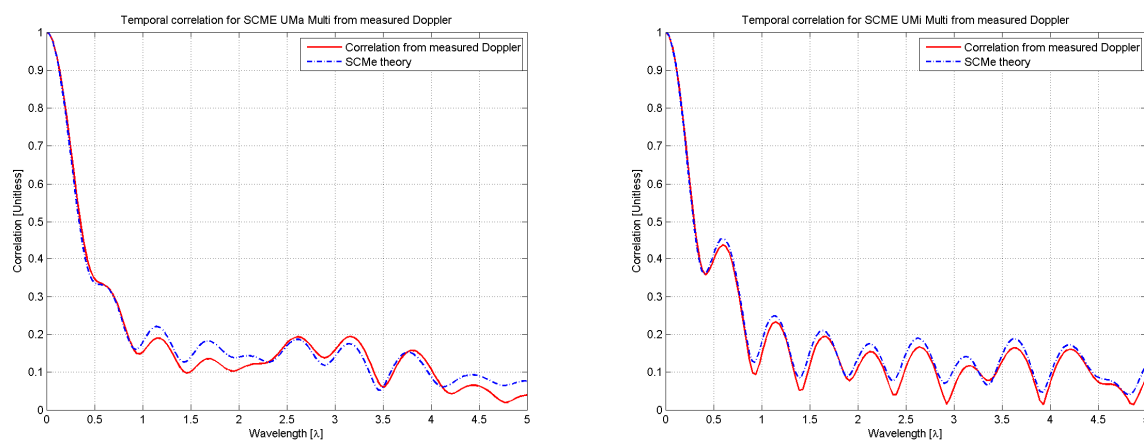 Temporal correlation for SCME UMa Multi from measured Doppler
Correlation from measured Doppler
SCMe theory
1
0.9
0.8
0.7
0.6
0.5
0.4
0.3
0.2
0.1
0
Correlation [Unitless]
0 0.5 1 1.5 2 2.5 3 3.5 4 4.5 5
Wavelength [λ]
Temporal correlation for SCME UMi Multi from measured Doppler
Correlation from measured Doppler
SCMe theory
1
0.9
0.8
0.7
0.6
0.5
0.4
0.3
0.2
0.1
0
Correlation [Unitless]
0 0.5 1 1.5 2 2.5 3 3.5 4 4.5
Wavelength [λ]